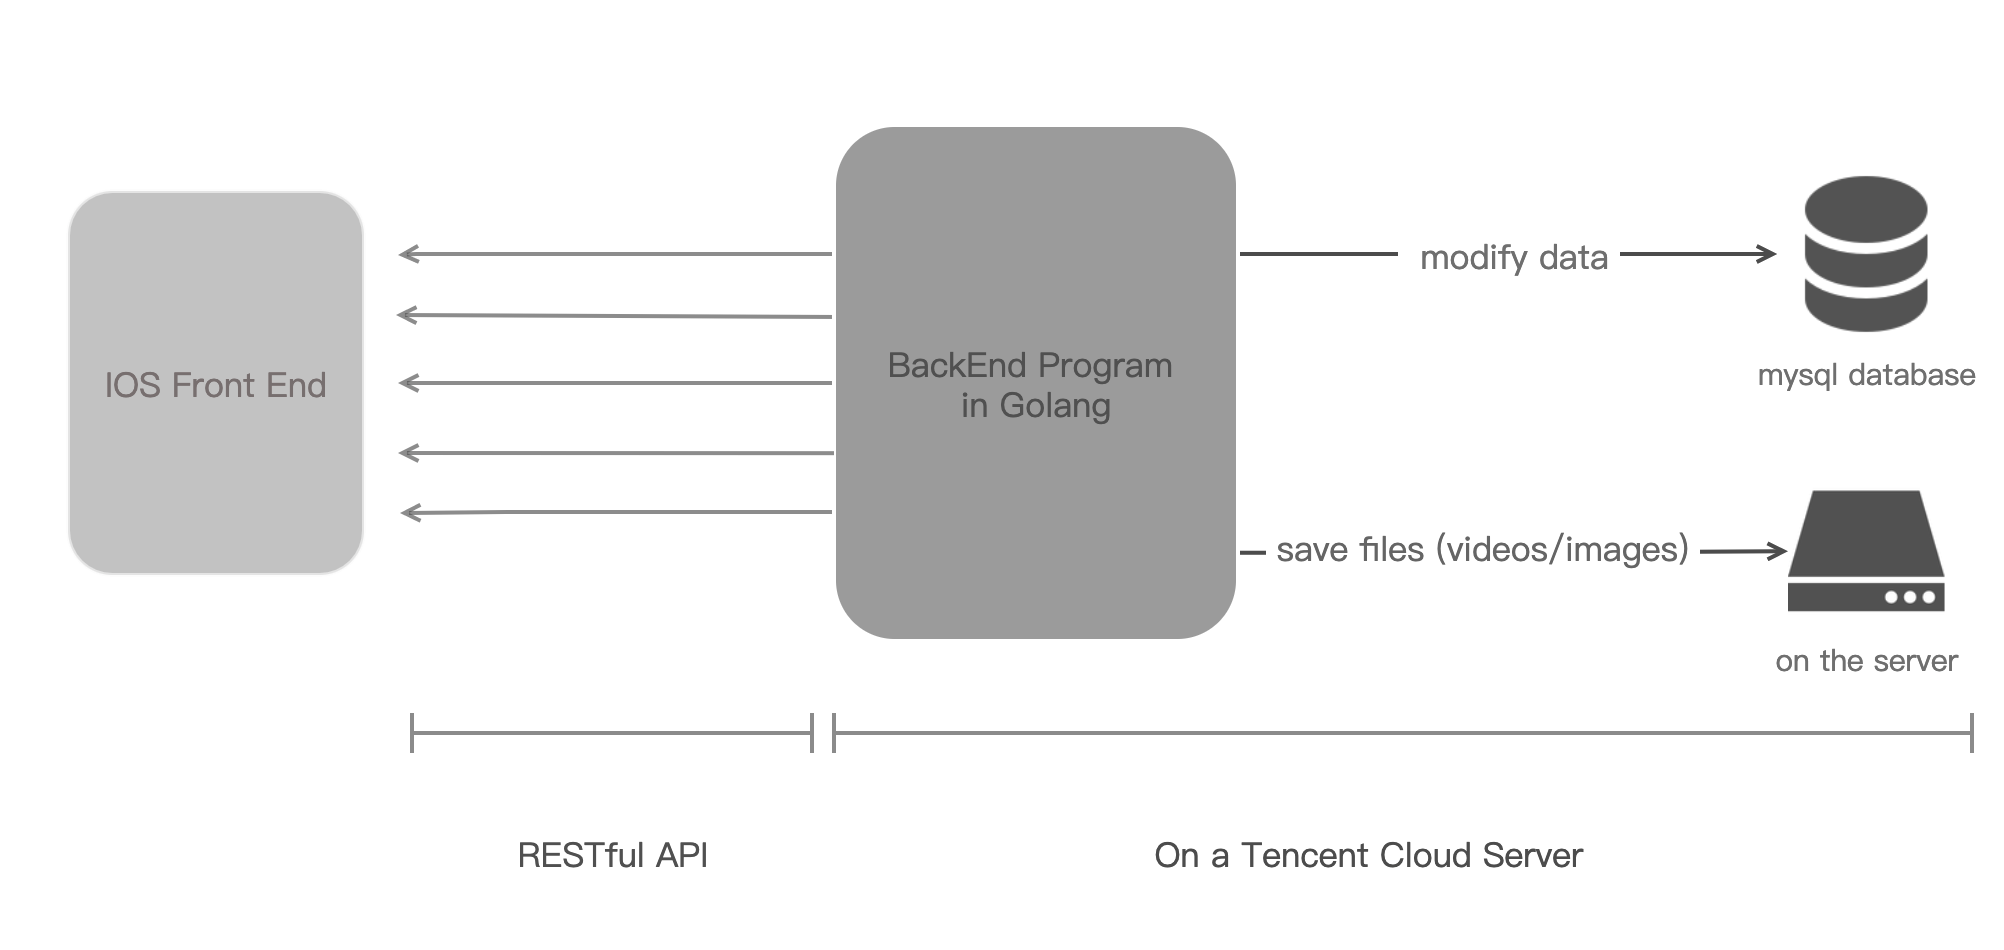 IOS Front End
BackEnd Program
in Golang
modify data
mysql database
save files (videos/images)
on the server
RESTful API
On a Tencent Cloud Server